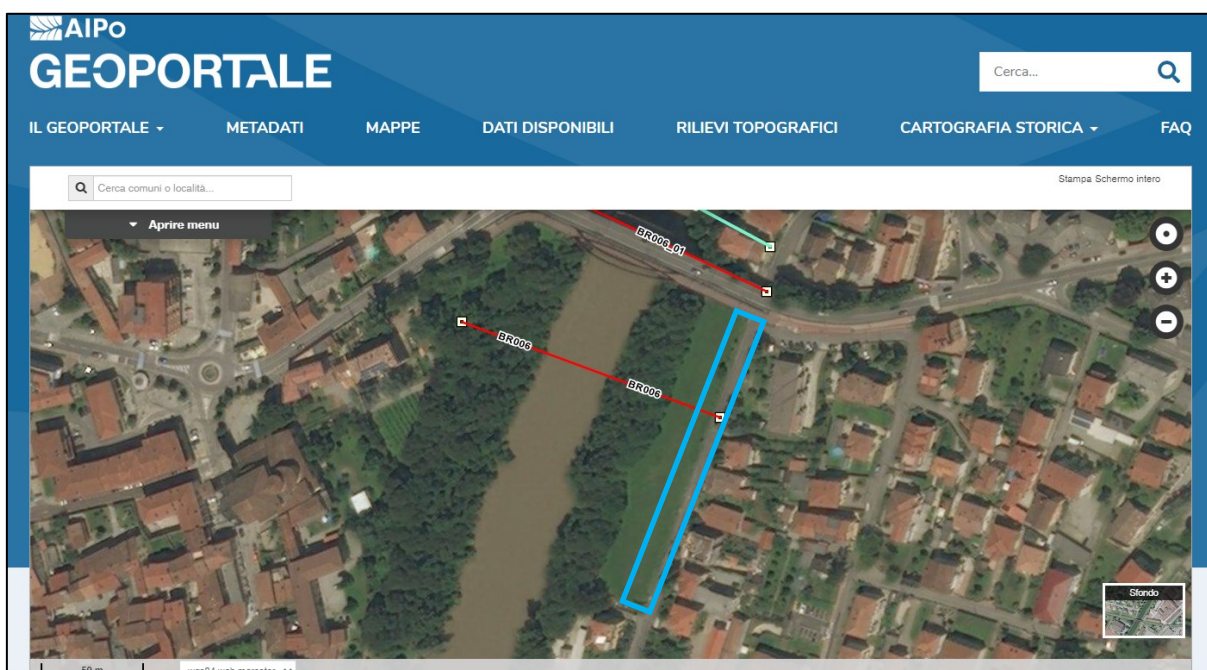 AIPo
GEOPORTALE
Cerca...
IL GEOPORTALE METADATI MAPPE DATI DISPONIBILI RILIEVI TOPOGRAFICI CARTOGRAFIA STORICA FAQ
Cerca comuni o località...
Stampa Schermo intero
Aprire menu
BR006_01
BR006
BR006
Sfondo
50 m